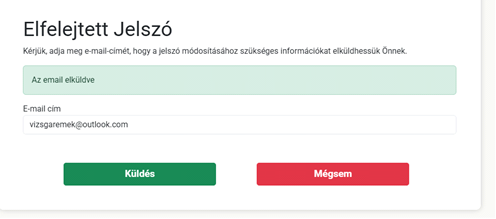 Elfelejtett Jelszó
Kérjük, adja meg e-mail-címét, hogy a jelszó módosításához szükséges információkat elküldhessük Önnek.
Az email elküldve
E-mail cím
vizsgaremek@outlook.com
Küldés Mégsem